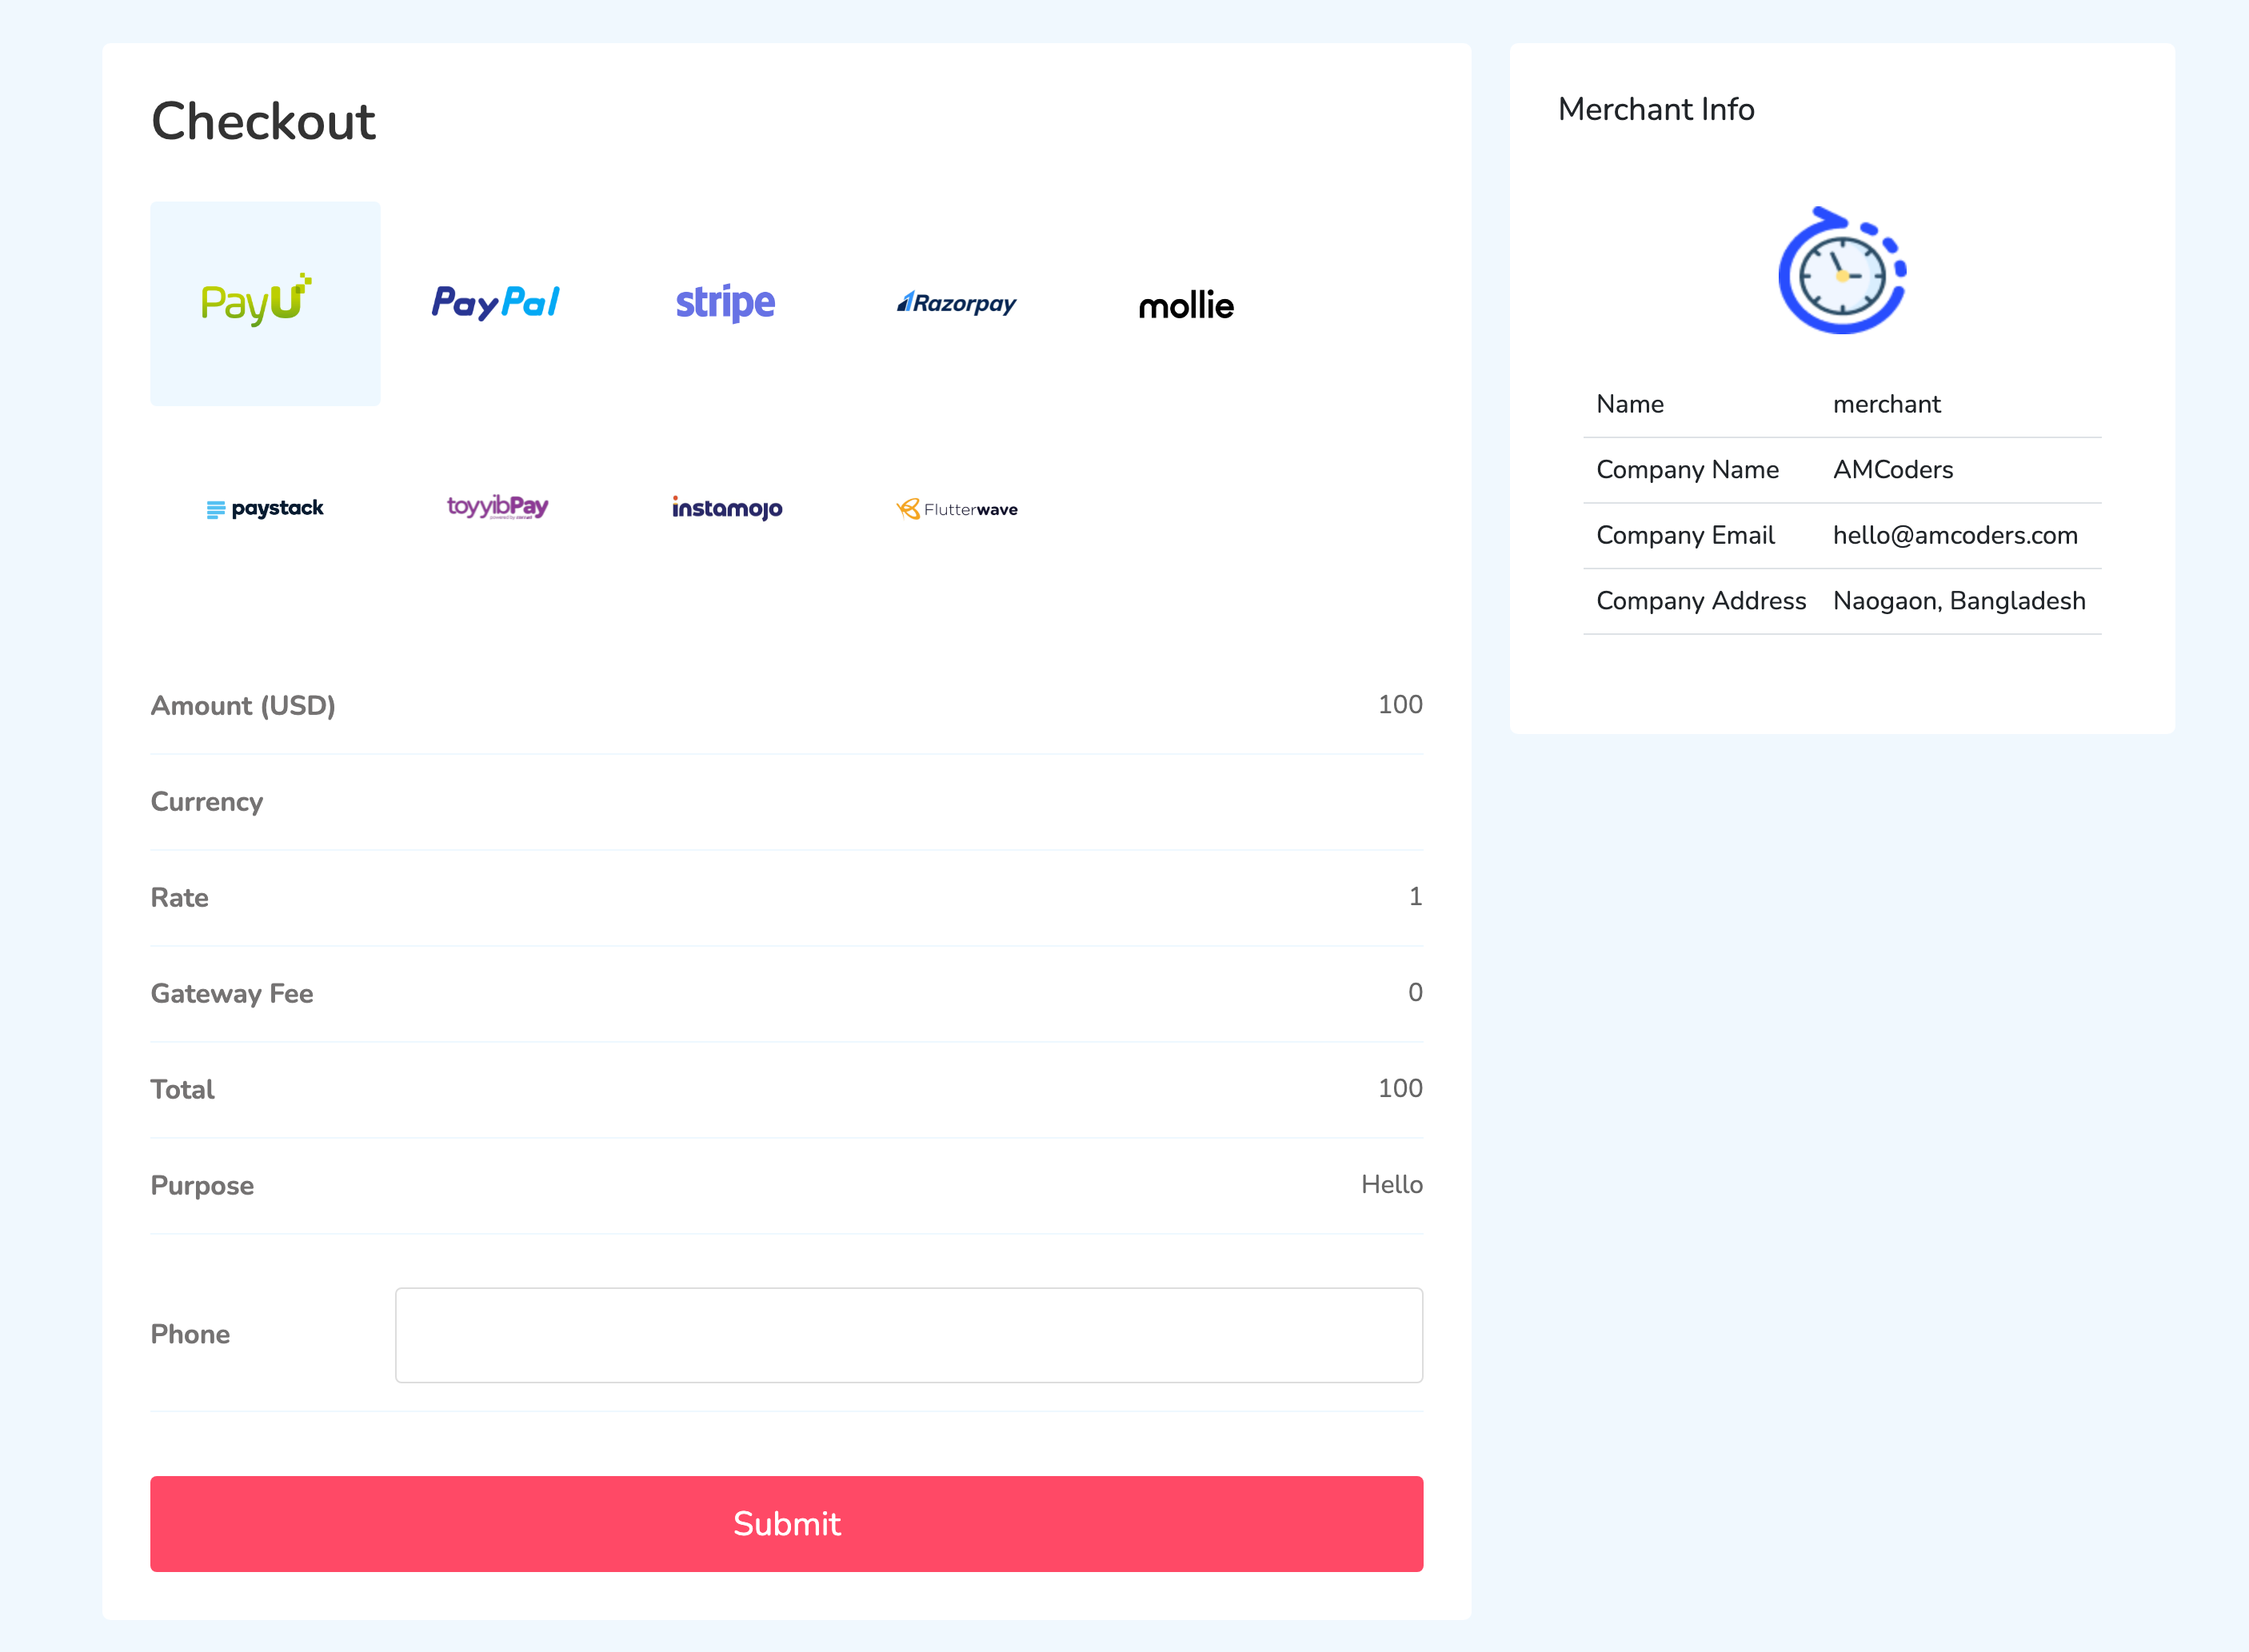 Checkout
PayU
PayPal
stripe
Razorpay
mollie
paystack
toyyibPay
instamojo
Flutterwave
Amount (USD) 100
Currency
Rate 1
Gateway Fee 0
Total 100
Purpose Hello
Phone
Submit
Merchant Info
Name merchant
Company Name AMCoders
Company Email hello@amcoders.com
Company Address Naogaon, Bangladesh